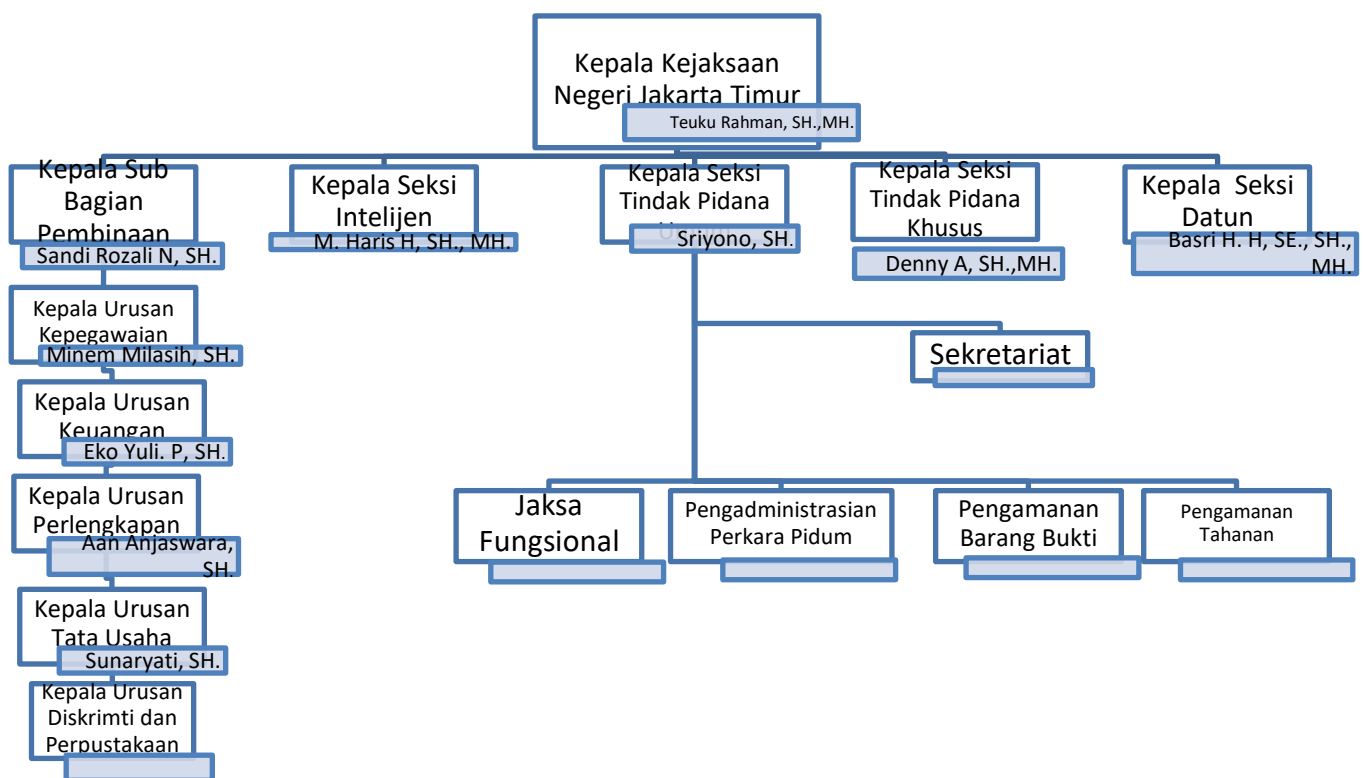 Kepala Kejaksaan
Negeri Jakarta Timur
Teuku Rahman, SH.,MH.
Kepala Sub
Bagian
Pembinaan
Sandi Rozali N, SH.
Kepala Seksi
Intelijen
M. Haris H, SH., MH.
Kepala Seksi
Tindak Pidana
Sriyono, SH.
Kepala Seksi
Tindak Pidana
Khusus
Denny A, SH.,MH.
Kepala Seksi
Datun
Basri H. H, SE., SH.,
MH.
Kepala Urusan
Kepegawaian
Minem Milasih, SH.
Kepala Urusan
Keuangan
Eko Yuli. P, SH.
Kepala Urusan
Perlengkapan
Aan Anjaswara,
SH.
Kepala Urusan
Tata Usaha
Sunaryati, SH.
Kepala Urusan
Diskrimti dan
Perpustakaan
Sekretariat
Jaksa
Fungsional
Pengadministrasian
Perkara Pidum
Pengamanan
Barang Bukti
Pengamanan
Tahanan